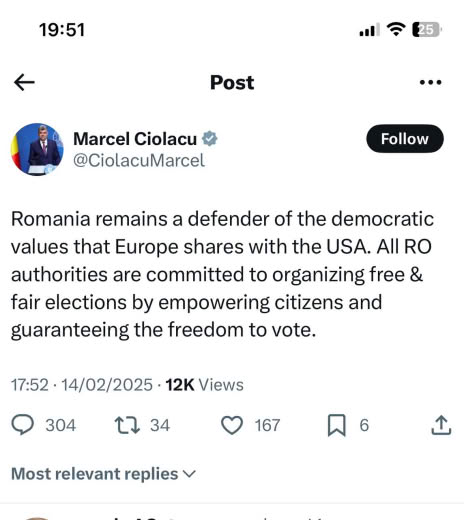 19:51
25
Post
Marcel Ciolacu
Follow
@CiolacuMarcel
Romania remains a defender of the democratic
values that Europe shares with the USA. All RO
authorities are committed to organizing free &
fair elections by empowering citizens and
guaranteeing the freedom to vote.
17:52 · 14/02/2025 · 12K Views
304 34 167 6
Most relevant replies